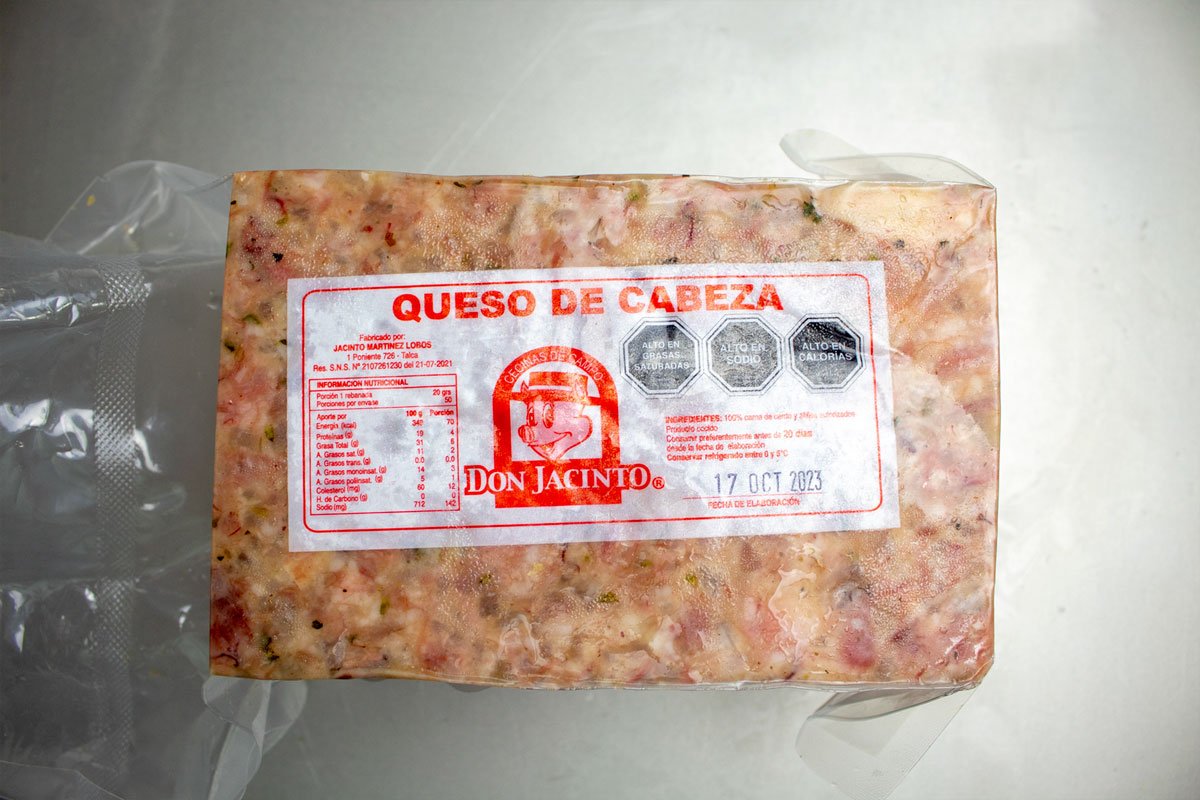 QUESO DE CABEZA
Fabricado por:
JACINTO MARTINEZ LOBOS
1 Poniente 726 - Talca
Res. S.N.S. Nº 2107261230 del 21-07-2021
INFORMACION NUTRICIONAL
Porción 1 rebanada 20 grs
Porciones por envase 50
Aporte por 100 g Porción
Energía (kcal) 340 70
Proteínas (g) 19 4
Grasa Total (g) 31 6
A. Grasos sat. (g) 11 2
A. Grasos trans. (g) 0.0 0.0
A. Grasos monoinsat. (g) 14 3
A. Grasos poliinsat. (g) 5 1
Colesterol (mg) 60 12
H. de Carbono (g) 0 0
Sodio (mg) 712 142
CECINAS DE CAMPO
DON JACINTO®
ALTO EN
GRASAS
SATURADAS
ALTO EN
SODIO
ALTO EN
CALORÍAS
INGREDIENTES: 100% carne de cerdo y aliños autorizados
Producto cocido
Consumir preferentemente antes de 20 días
desde la fecha de elaboración
Conservar refrigerado entre 0 y 5°C
17 OCT 2023
FECHA DE ELABORACIÓN